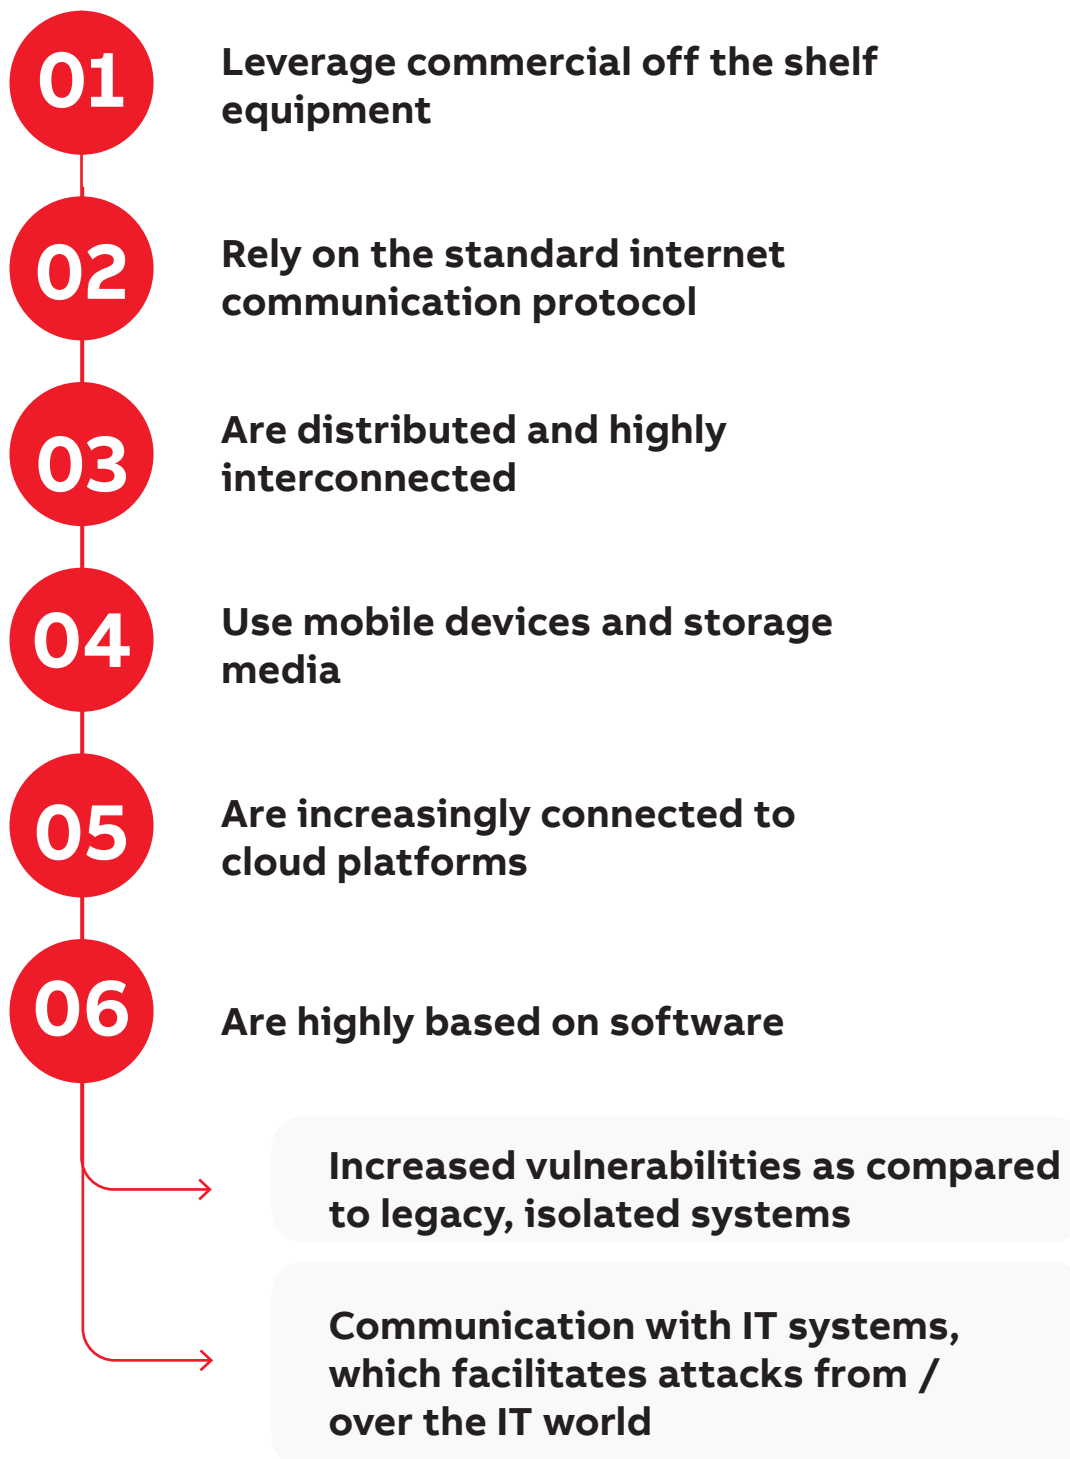 01
Leverage commercial off the shelf
equipment
02
Rely on the standard internet
communication protocol
03
Are distributed and highly
interconnected
04
Use mobile devices and storage
media
05
Are increasingly connected to
cloud platforms
06
Are highly based on software
Increased vulnerabilities as compared
to legacy, isolated systems
Communication with IT systems,
which facilitates attacks from /
over the IT world